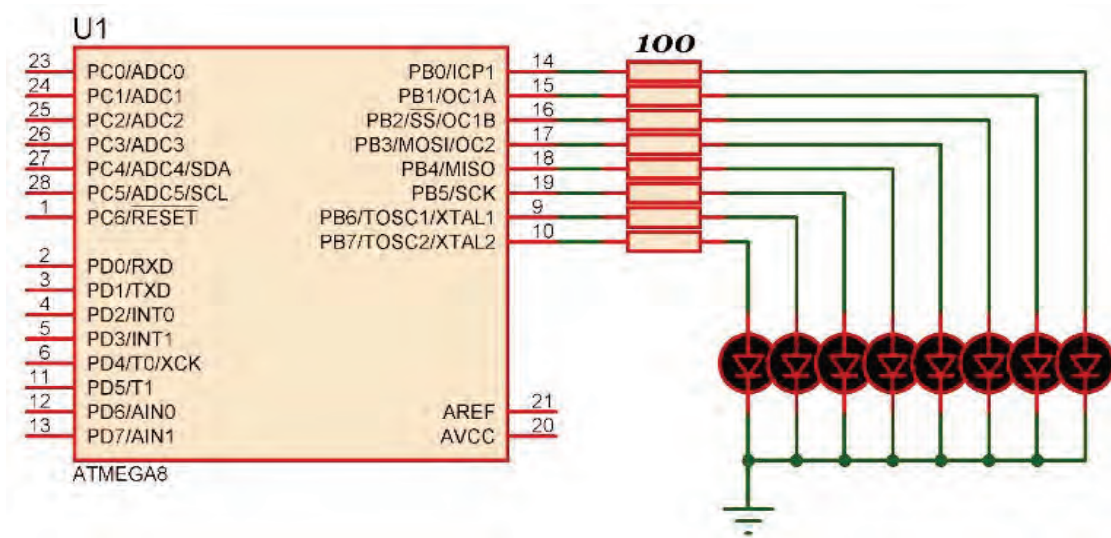 U1
100
23 PC0/ADC0 PB0/ICP1 14
24 PC1/ADC1 PB1/OC1A 15
25 PC2/ADC2 PB2/SS/OC1B 16
26 PC3/ADC3 PB3/MOSI/OC2 17
27 PC4/ADC4/SDA PB4/MISO 18
28 PC5/ADC5/SCL PB5/SCK 19
1 PC6/RESET PB6/TOSC1/XTAL1 9
PB7/TOSC2/XTAL2 10
2 PD0/RXD
3 PD1/TXD
4 PD2/INT0
5 PD3/INT1
6 PD4/T0/XCK
11 PD5/T1
12 PD6/AIN0 AREF 21
13 PD7/AIN1 AVCC 20
ATMEGA8